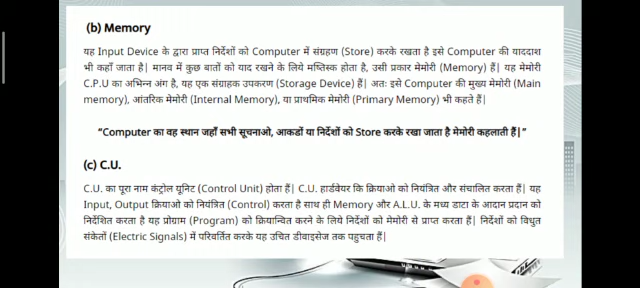 (b) Memory
यह Input Device के द्वारा प्राप्त निर्देशों को Computer में संग्रहण (Store) करके रखता है इसे Computer की याददाश
भी कहाँ जाता है| मानव में कुछ बातों को याद रखने के लिये मष्तिस्क होता है, उसी प्रकार मेमोरी (Memory) हैं| यह मेमोरी
C.P.U का अभिन्न अंग है, यह एक संग्राहक उपकरण (Storage Device) हैं| अतः इसे Computer की मुख्य मेमोरी (Main
memory), आंतरिक मेमोरी (Internal Memory), या प्राथमिक मेमोरी (Primary Memory) भी कहते हैं|
“Computer का वह स्थान जहाँ सभी सूचनाओ, आकडों या निर्देशों को Store करके रखा जाता है मेमोरी कहलाती हैं|”
(c) C.U.
C.U. का पूरा नाम कंट्रोल यूनिट (Control Unit) होता हैं| C.U. हार्डवेयर कि क्रियाओ को नियंत्रित और संचालित करता हैं| यह
Input, Output क्रियाओ को नियंत्रित (Control) करता है साथ ही Memory और A.L.U. के मध्य डाटा के आदान प्रदान को
निर्देशित करता है यह प्रोग्राम (Program) को क्रियान्वित करने के लिये निर्देशों को मेमोरी से प्राप्त करता हैं| निर्देशों को विधुत
संकेतों (Electric Signals) में परिवर्तित करके यह उचित डीवाइसेज तक पहुचता हैं|